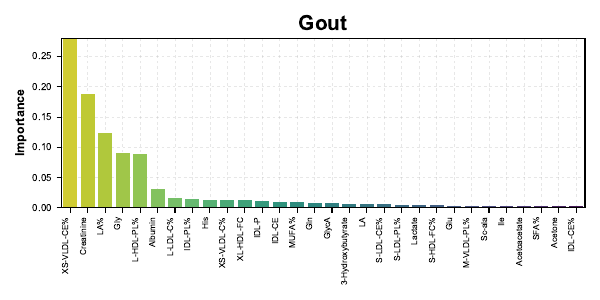 Gout
Importance
0.25
0.20
0.15
0.10
0.05
0.00
XS-VLDL-CE%
Creatinine
LA%
Gly
L-HDL-PL%
Albumin
L-LDL-C%
IDL-PL%
His
XS-VLDL-C%
XL-HDL-FC
IDL-P
IDL-CE
MUFA%
Gln
GlycA
3-Hydroxybutyrate
LA
S-LDL-CE%
S-LDL-PL%
Lactate
S-HDL-FC%
Glu
M-VLDL-PL%
Sc-ala
Ile
Acetoacetate
SFA%
Acetone
IDL-CE%